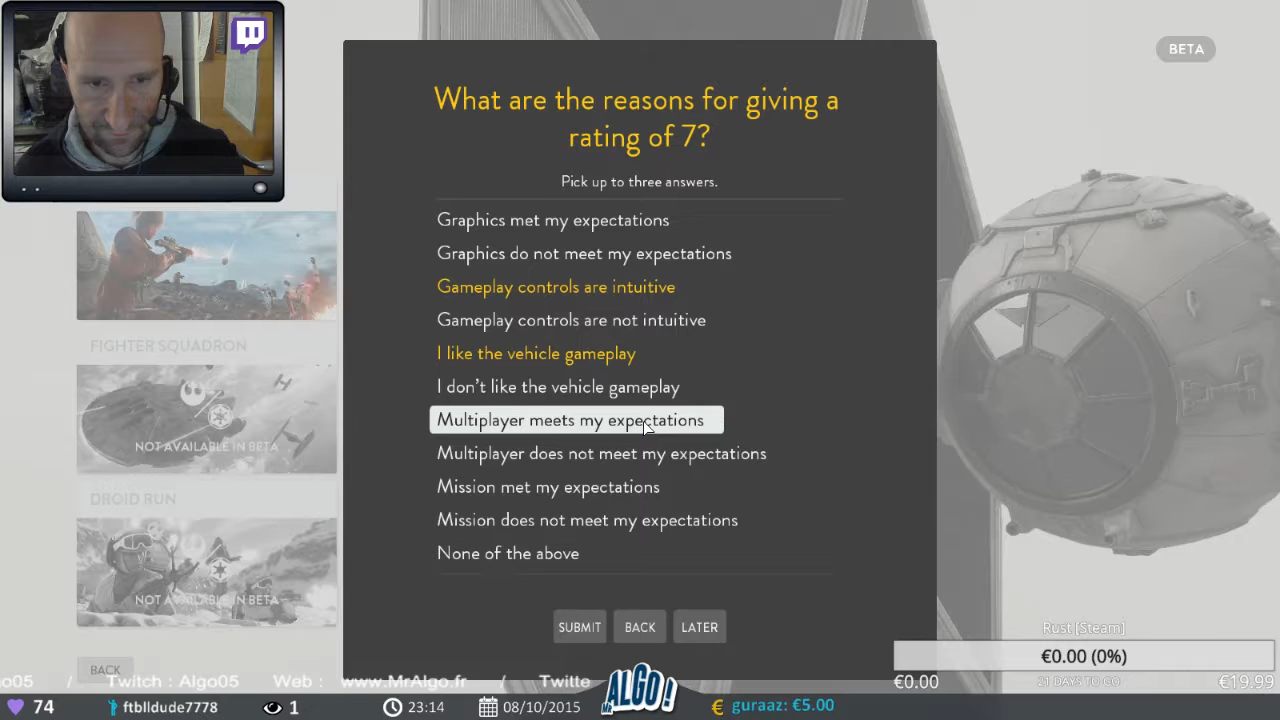 BETA
What are the reasons for giving a
rating of 7?
Pick up to three answers.
Graphics met my expectations
Graphics do not meet my expectations
Gameplay controls are intuitive
Gameplay controls are not intuitive
I like the vehicle gameplay
I don't like the vehicle gameplay
Multiplayer meets my expectations
Multiplayer does not meet my expectations
Mission met my expectations
Mission does not meet my expectations
None of the above
SUBMIT BACK LATER
FIGHTER SQUADRON
NOT AVAILABLE IN BETA
DROID RUN
NOT AVAILABLE IN BETA
BACK
Rust [Steam]
€0.00 (0%)
€0.00 21 DAYS TO GO €19.99
go05 / Twitch : Algo05 Web : www.MrAlgo.fr / Twitte
74 ftblldude7778 1 23:14 08/10/2015 Mr ALGO! € guraaz: €5.00